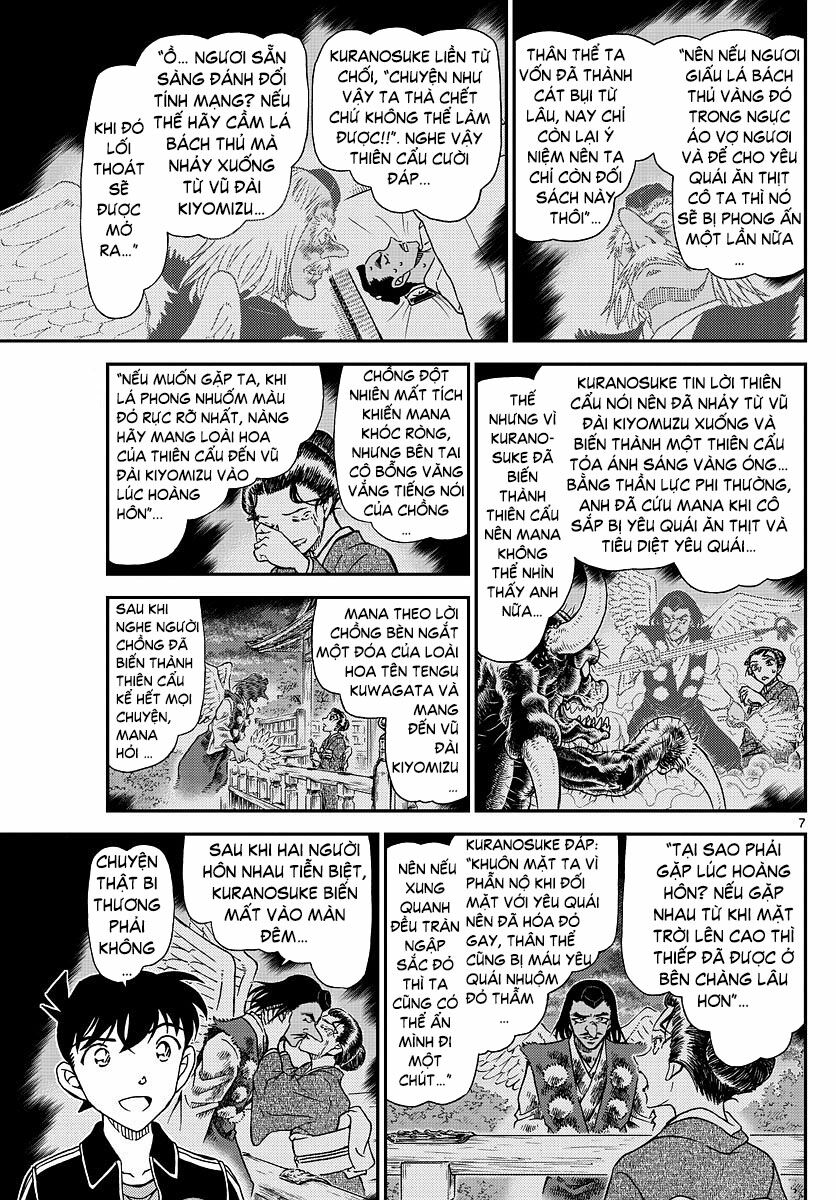 "NÊN NẾU NGƯƠI
GIẤU LÁ BÁCH
THÚ VÀNG ĐÓ
TRONG NGỰC
ÁO VỢ NGƯƠI
VÀ ĐỂ CHO YÊU
QUÁI ĂN THỊT
CÔ TA THÌ NÓ
SẼ BỊ PHONG ẤN
MỘT LẦN NỮA
...
THÂN THỂ TA
VỐN ĐÃ THÀNH
CÁT BỤI TỪ
LÂU, NAY CHỈ
CÒN LẠI Ý
NIỆM NÊN TA
CHỈ CÒN ĐỐI
SÁCH NÀY
THÔI"...
KURANOSUKE LIỀN TỪ
CHỐI, "CHUYỆN NHƯ
VẬY TA THÀ CHẾT
CHỨ KHÔNG THỂ LÀM
ĐƯỢC!!". NGHE VẬY
THIÊN CẨU CƯỜI
ĐÁP...
"Ồ... NGƯƠI SẴN
SÀNG ĐÁNH ĐỔI
TÍNH MẠNG? NẾU
THẾ HÃY CẦM LÁ
BÁCH THÚ MÀ
NHẢY XUỐNG
TỪ VŨ ĐÀI
KIYOMIZU...
KHI ĐÓ
LỐI
THOÁT
SẼ
ĐƯỢC
MỞ
RA..."
KURANOSUKE TIN LỜI THIÊN
CẨU NÓI NÊN ĐÃ NHẢY TỪ VŨ
ĐÀI KIYOMUZU XUỐNG VÀ
BIẾN THÀNH MỘT THIÊN CẨU
TỎA ÁNH SÁNG VÀNG ÓNG...
BẰNG THẦN LỰC PHI THƯỜNG,
ANH ĐÃ CỨU MANA KHI CÔ
SẮP BỊ YÊU QUÁI ĂN THỊT VÀ
TIÊU DIỆT YÊU QUÁI...
THẾ
NHƯNG VÌ
KURANO-
SUKE ĐÃ
BIẾN
THÀNH
THIÊN CẨU
NÊN MANA
KHÔNG
THỂ NHÌN
THẤY ANH
NỮA...
CHỒNG ĐỘT
NHIÊN MẤT TÍCH
KHIẾN MANA
KHÓC RÒNG,
NHƯNG BÊN TAI
CÔ BỖNG VĂNG
VẲNG TIẾNG NÓI
CỦA CHỒNG
...
"NẾU MUỐN GẶP TA, KHI
LÁ PHONG NHUỐM MÀU
ĐỎ RỰC RỠ NHẤT, NÀNG
HÃY MANG LOÀI HOA
CỦA THIÊN CẨU ĐẾN VŨ
ĐÀI KIYOMIZU VÀO
LÚC HOÀNG
HÔN"...
MANA THEO LỜI
CHỒNG BÈN NGẮT
MỘT ĐÓA CỦA LOÀI
HOA TÊN TENGU
KUWAGATA VÀ
MANG
ĐẾN VŨ
ĐÀI
KIYOMIZU
...
SAU KHI
NGHE NGƯỜI
CHỒNG ĐÃ
BIẾN THÀNH
THIÊN CẨU
KỂ HẾT MỌI
CHUYỆN,
MANA
HỎI ...
7
"TẠI SAO PHẢI
GẶP LÚC HOÀNG
HÔN? NẾU GẶP
NHAU TỪ KHI MẶT
TRỜI LÊN CAO THÌ
THIẾP ĐÃ ĐƯỢC Ở
BÊN CHÀNG LÂU
HƠN"...
KURANOSUKE ĐÁP:
"KHUÔN MẶT TA VÌ
PHẪN NỘ KHI ĐỐI
MẶT VỚI YÊU QUÁI
NÊN ĐÃ HÓA ĐỎ
GAY, THÂN THỂ
CŨNG BỊ MÁU YÊU
QUÁI NHUỘM
ĐỎ THẪM
...
NÊN NẾU
XUNG
QUANH
ĐỀU TRÀN
NGẬP
SẮC ĐỎ
THÌ TA
CŨNG CÓ
THỂ ẨN
MÌNH ĐI
MỘT
CHÚT..."
SAU KHI HAI NGƯỜI
HÔN NHAU TIỄN BIỆT,
KURANOSUKE BIẾN
MẤT VÀO MÀN
ĐÊM...
CHUYỆN
THẬT BI
THƯƠNG
PHẢI
KHÔNG
...